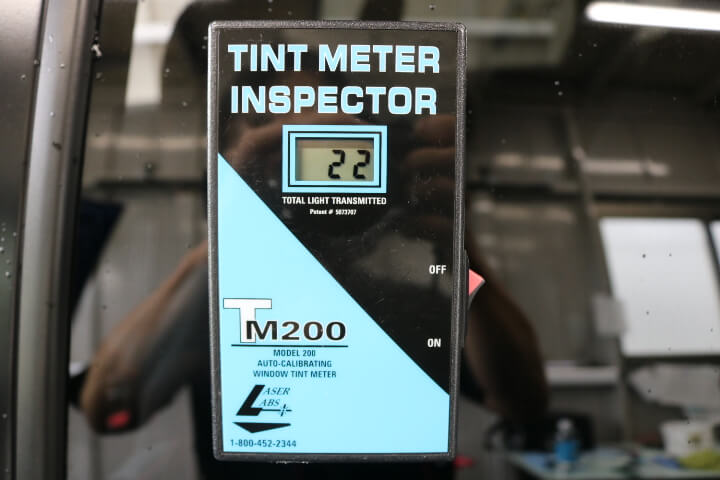 TINT METER
INSPECTOR
22
TOTAL LIGHT TRANSMITTED
Patent # 5073707
OFF
ON
TM200
MODEL 200
AUTO-CALIBRATING
WINDOW TINT METER
LASER
LABS
1-800-452-2344